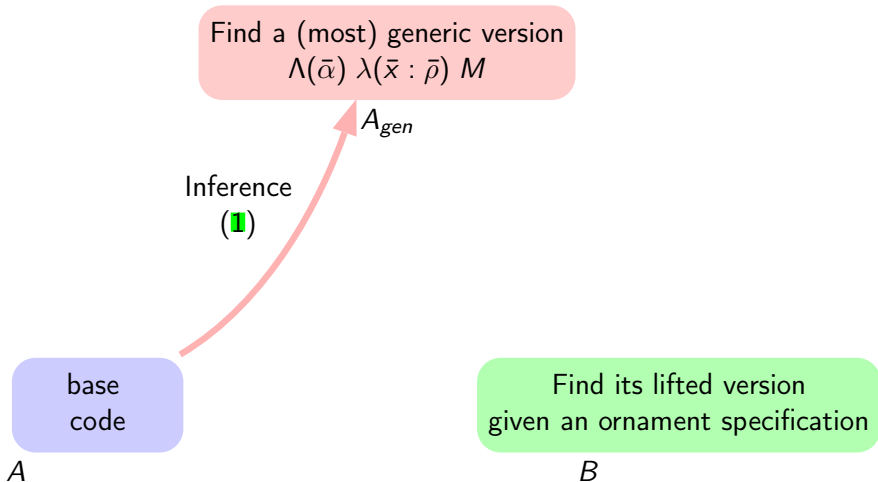 Find a (most) generic version
Λ(ᾱ) λ(x̄ : ρ̄) M
A_gen
Inference
(1)
base
code
Find its lifted version
given an ornament specification
A
B